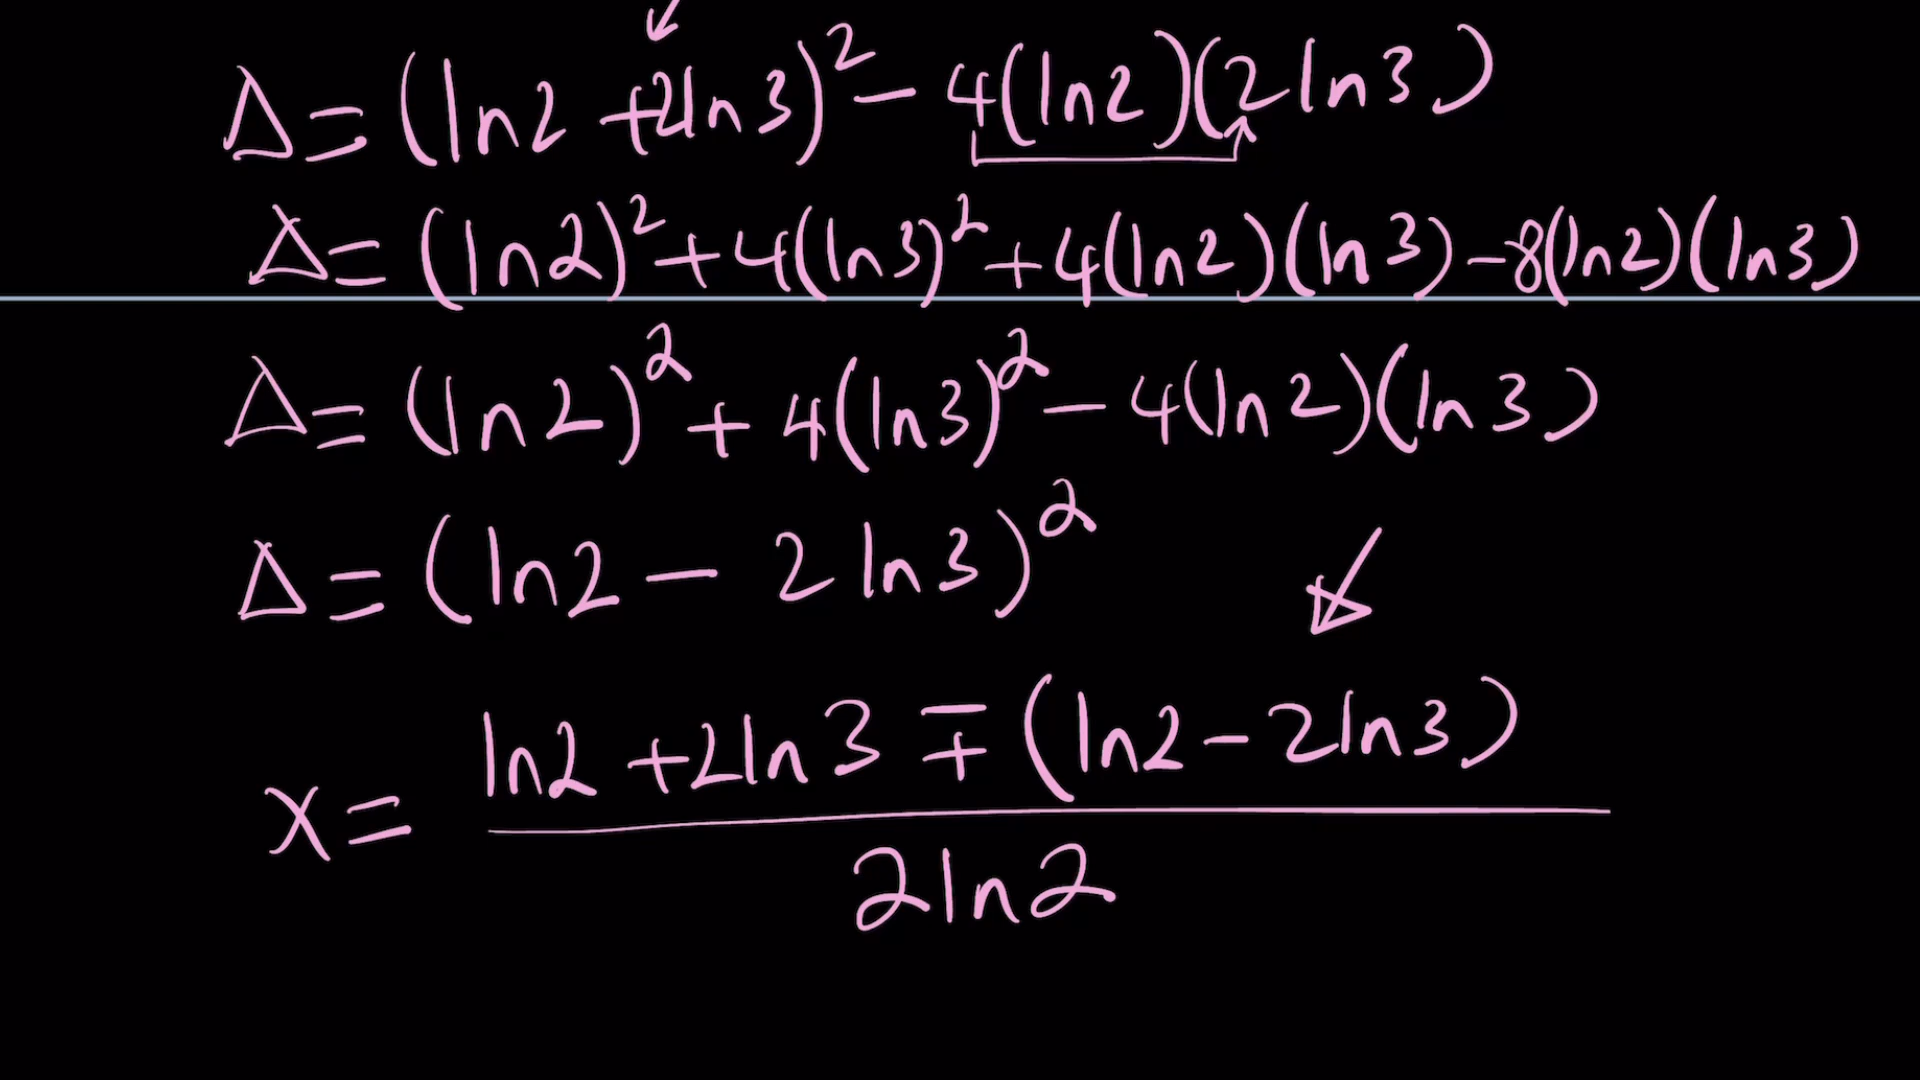 Δ = (ln2 + 2ln3)² − 4(ln2)(2ln3)
Δ = (ln2)² + 4(ln3)² + 4(ln2)(ln3) − 8(ln2)(ln3)
Δ = (ln2)² + 4(ln3)² − 4(ln2)(ln3)
Δ = (ln2 − 2ln3)²
ln2 + 2ln3 ∓ (ln2 − 2ln3)
x =
2ln2